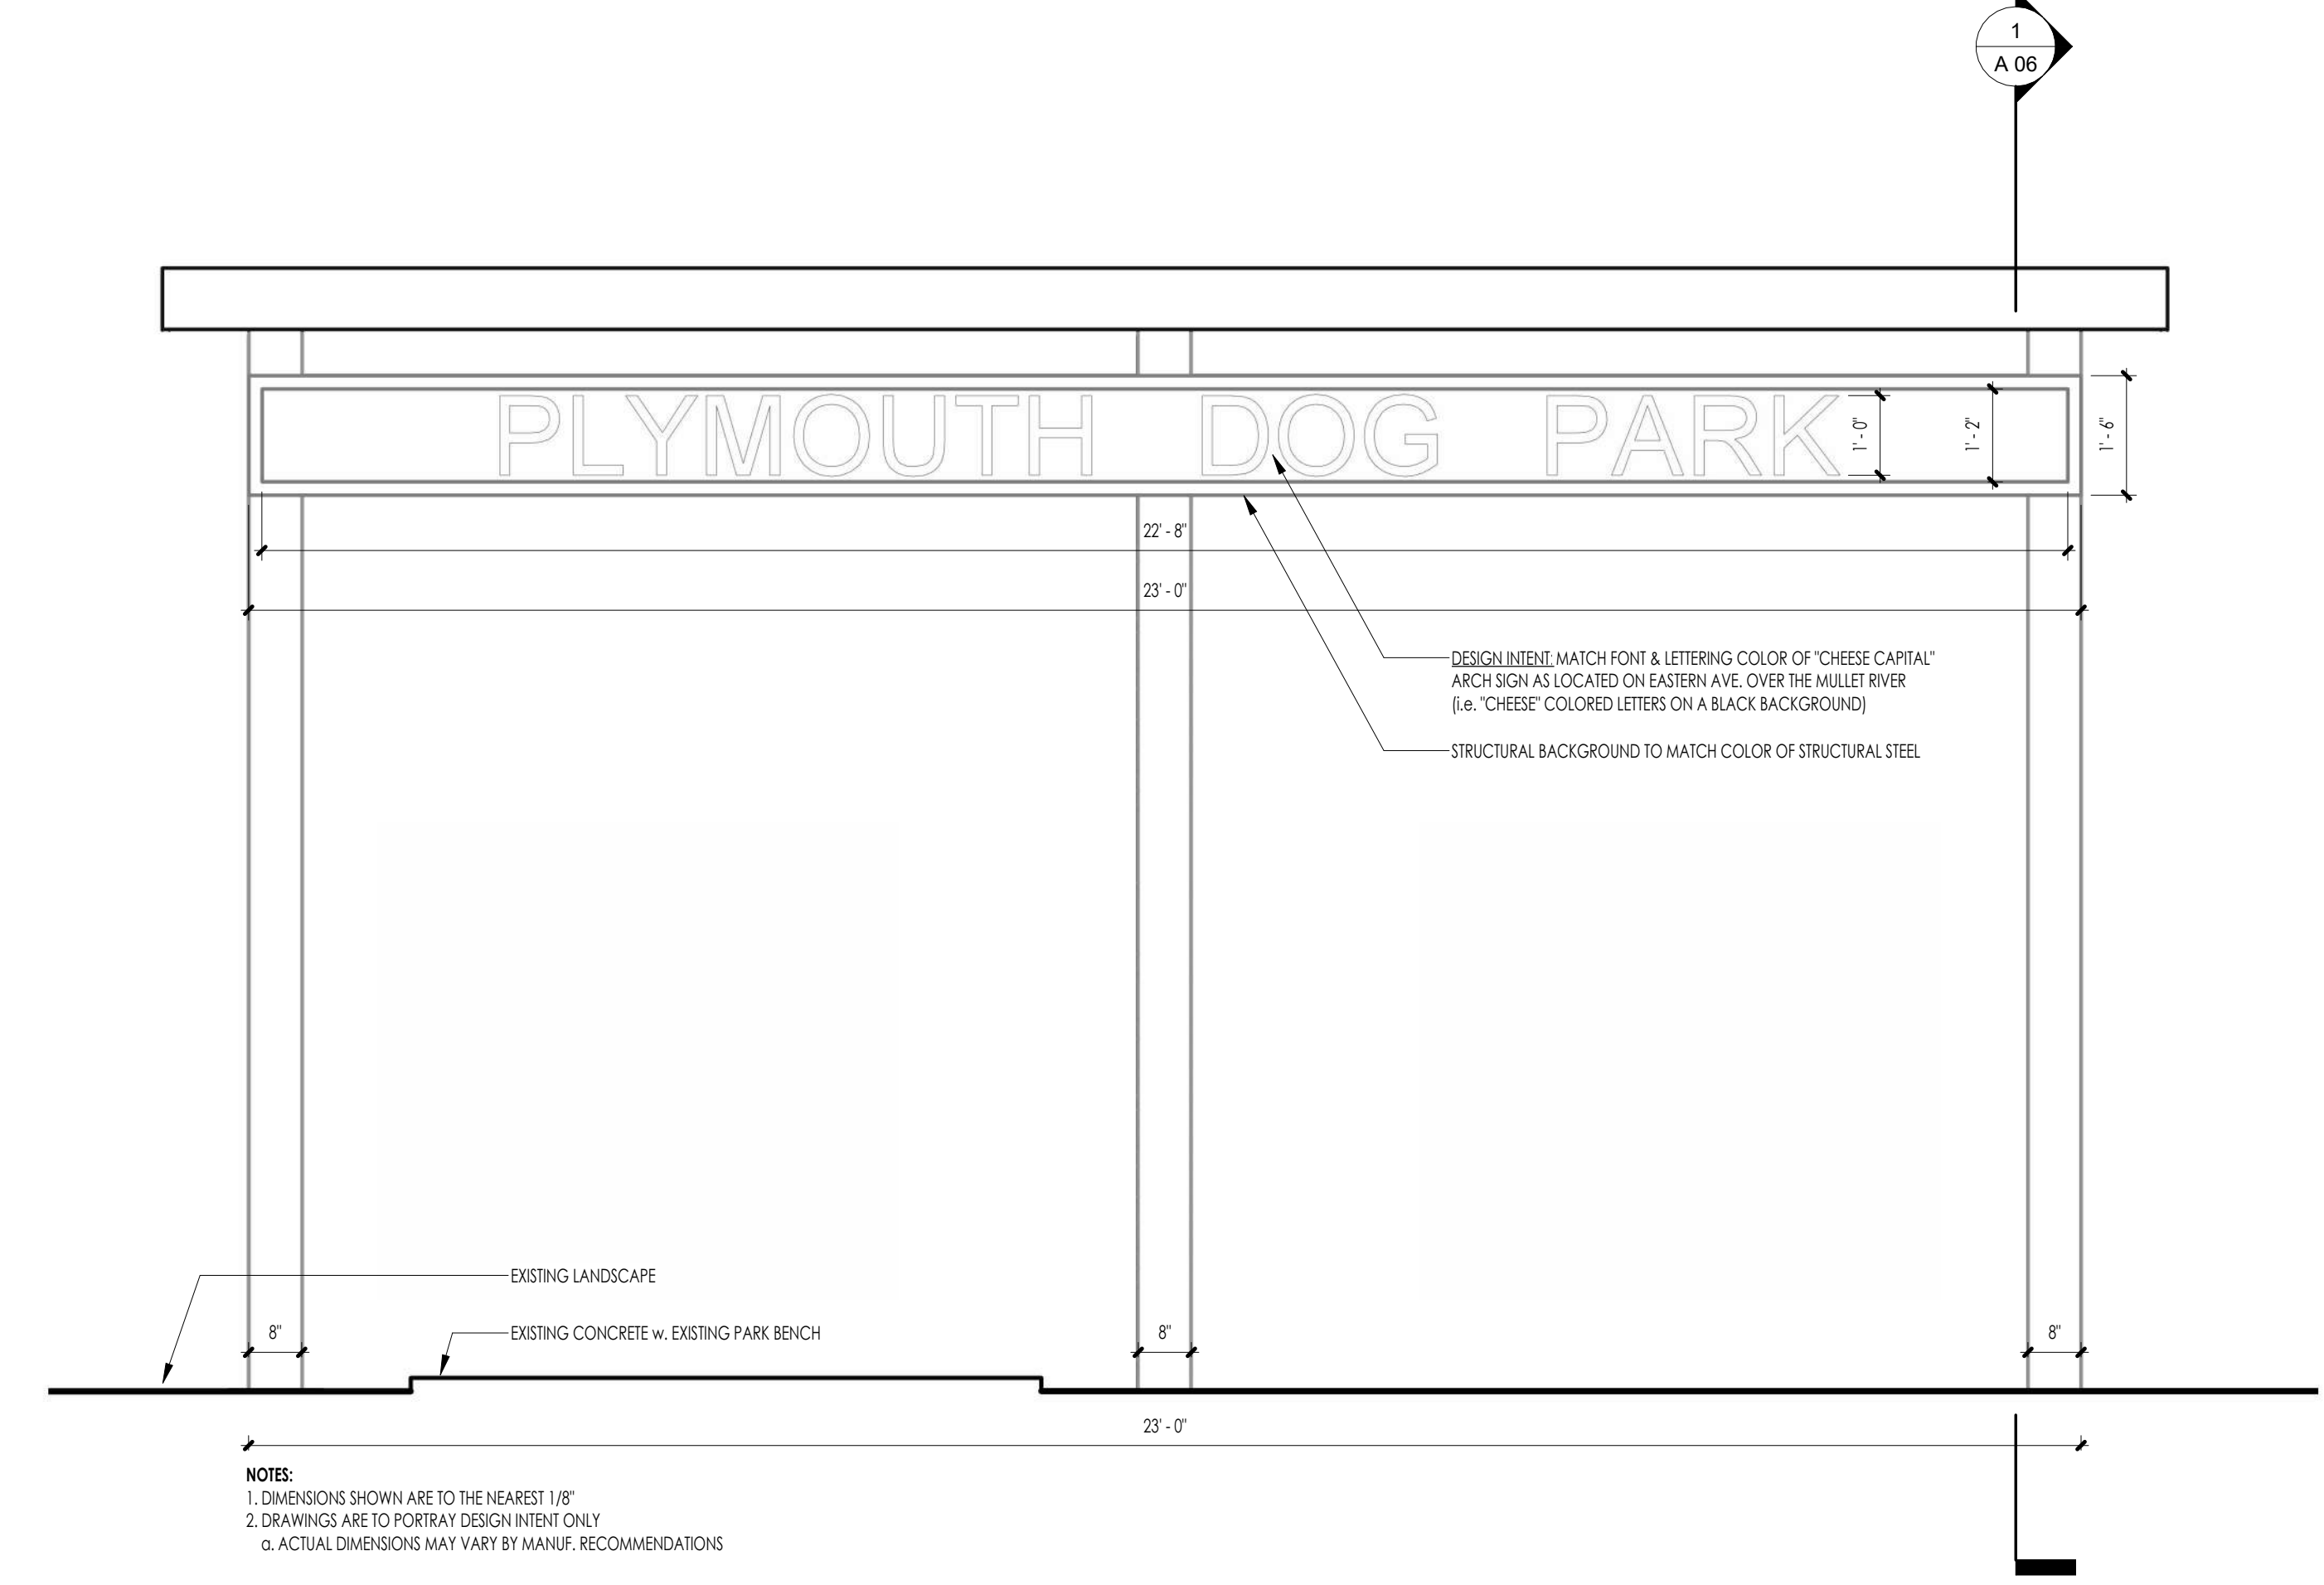 1
A 06
PLYMOUTH DOG PARK
1' - 0"
1' - 2"
1' - 6"
22' - 8"
23' - 0"
DESIGN INTENT: MATCH FONT & LETTERING COLOR OF "CHEESE CAPITAL"
ARCH SIGN AS LOCATED ON EASTERN AVE. OVER THE MULLET RIVER
(i.e. "CHEESE" COLORED LETTERS ON A BLACK BACKGROUND)
STRUCTURAL BACKGROUND TO MATCH COLOR OF STRUCTURAL STEEL
EXISTING LANDSCAPE
8"
EXISTING CONCRETE w. EXISTING PARK BENCH
8"
8"
23' - 0"
NOTES:
1. DIMENSIONS SHOWN ARE TO THE NEAREST 1/8"
2. DRAWINGS ARE TO PORTRAY DESIGN INTENT ONLY
a. ACTUAL DIMENSIONS MAY VARY BY MANUF. RECOMMENDATIONS